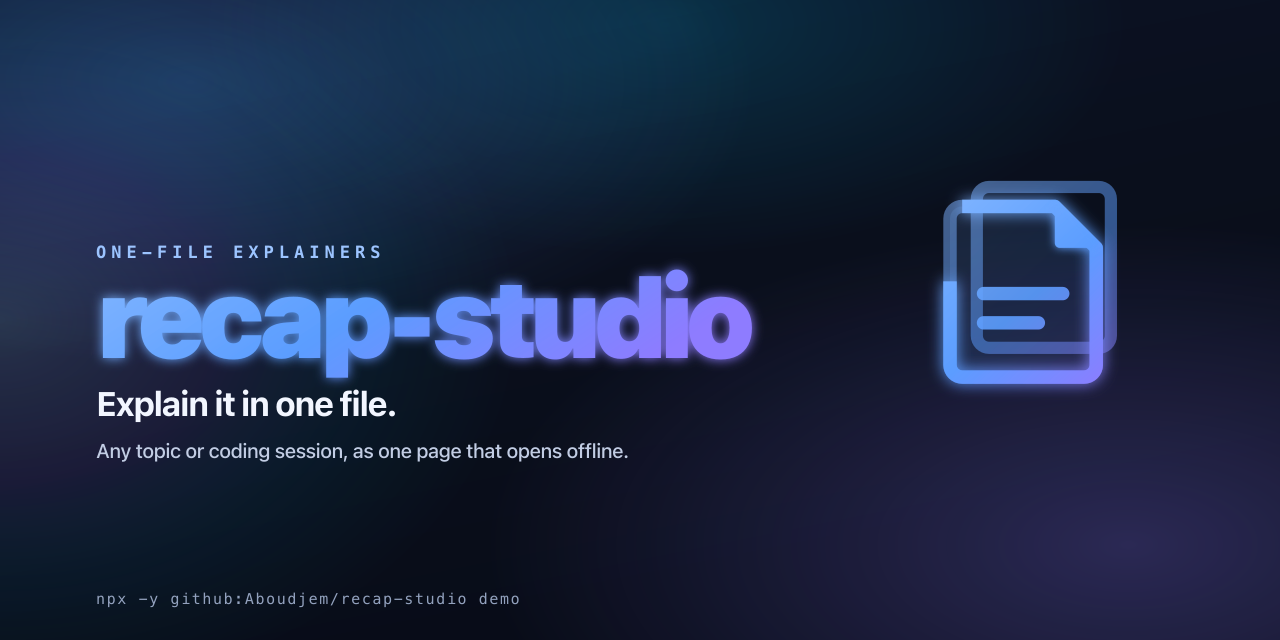 ONE-FILE EXPLAINERS
recap-studio
Explain it in one file.
Any topic or coding session, as one page that opens offline.
npx -y github:Aboudjem/recap-studio demo